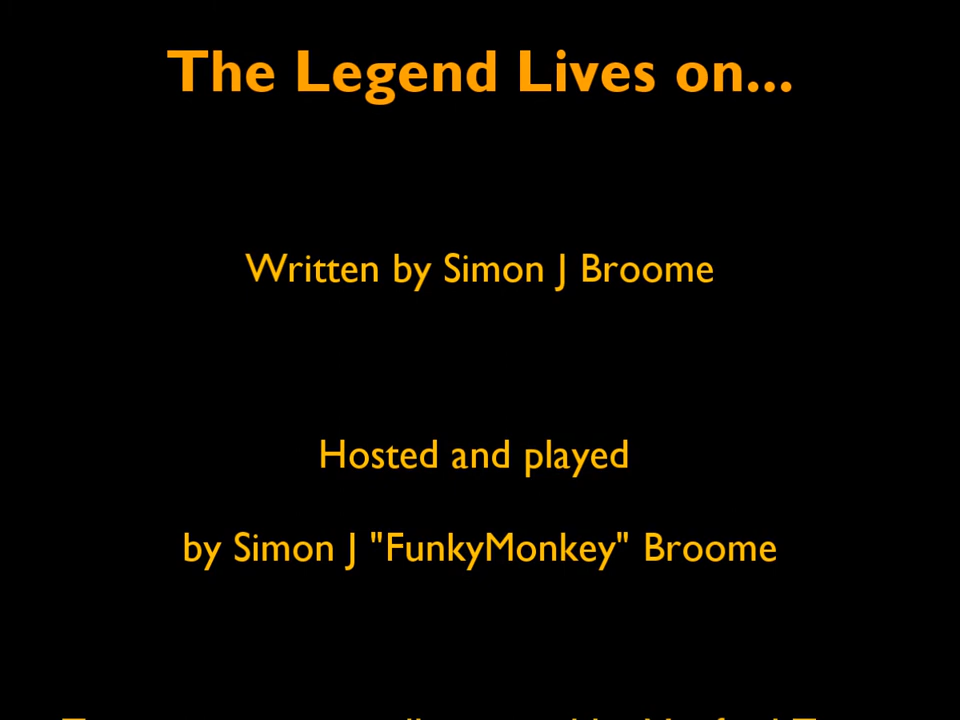 The Legend Lives on...
Written by Simon J Broome
Hosted and played
by Simon J "FunkyMonkey" Broome